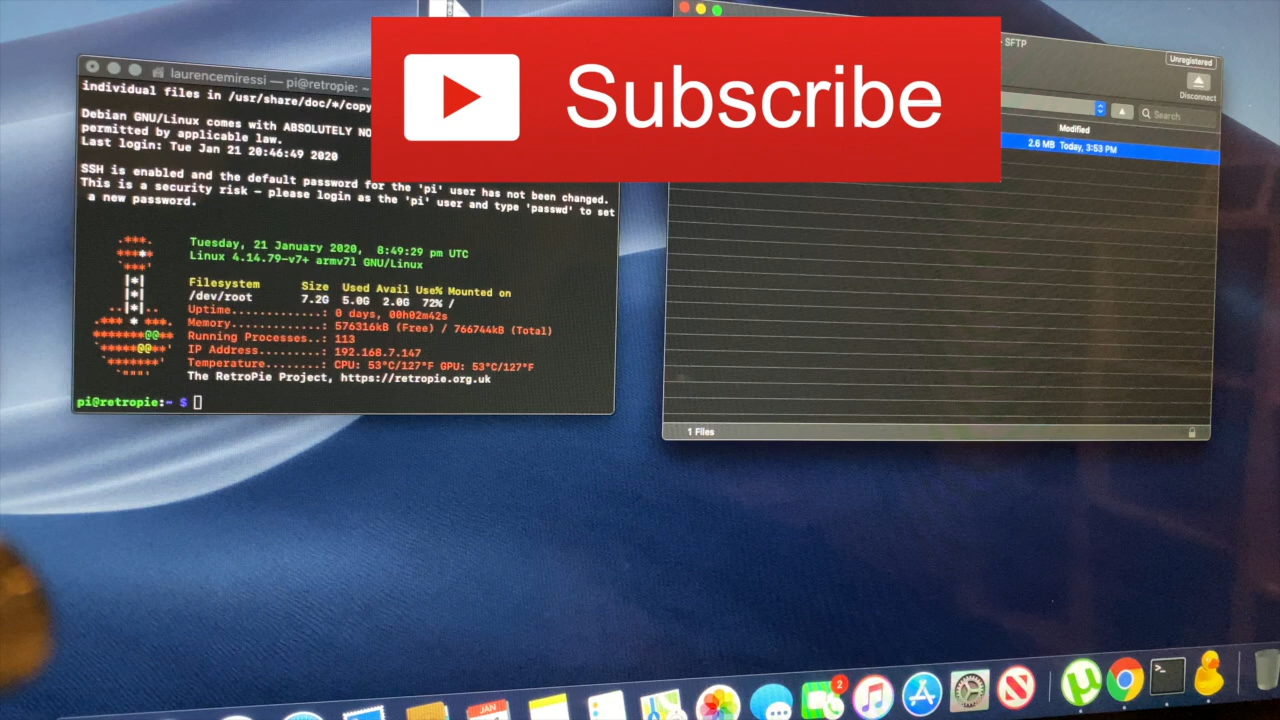 Subscribe
laurencemiressi — pi@retropie: ~
individual files in /usr/share/doc/*/copy
Debian GNU/Linux comes with ABSOLUTELY NO
permitted by applicable law.
Last login: Tue Jan 21 20:46:49 2020
SSH is enabled and the default password for the 'pi' user has not been changed.
This is a security risk - please login as the 'pi' user and type 'passwd' to set
a new password.
Tuesday, 21 January 2020, 8:49:29 pm UTC
Linux 4.14.79-v7+ armv7l GNU/Linux
Filesystem Size Used Avail Use% Mounted on
/dev/root 7.2G 5.0G 2.0G 72% /
Uptime.............: 0 days, 00h02m42s
Memory.............: 576316kB (Free) / 766744kB (Total)
Running Processes..: 113
IP Address.........: 192.168.7.147
Temperature........: CPU: 53°C/127°F GPU: 53°C/127°F
The RetroPie Project, https://retropie.org.uk
pi@retropie:~ $
- SFTP
Unregistered
Disconnect
Search
Modified
2.6 MB Today, 3:53 PM
1 Files
JAN
2